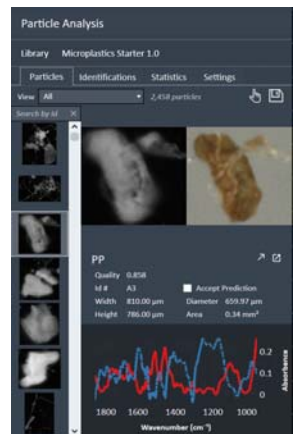 Particle Analysis
Library Microplastics Starter 1.0
Particles Identifications Statistics Settings
View All 2,458 particles
Search by Id
PP
Quality 0.858
Id # A3 Accept Prediction
Width 810.00 µm Diameter 659.97 µm
Height 786.00 µm Area 0.34 mm²
0.2
0.1
0
Absorbance
1800 1600 1400 1200 1000
Wavenumber (cm⁻¹)